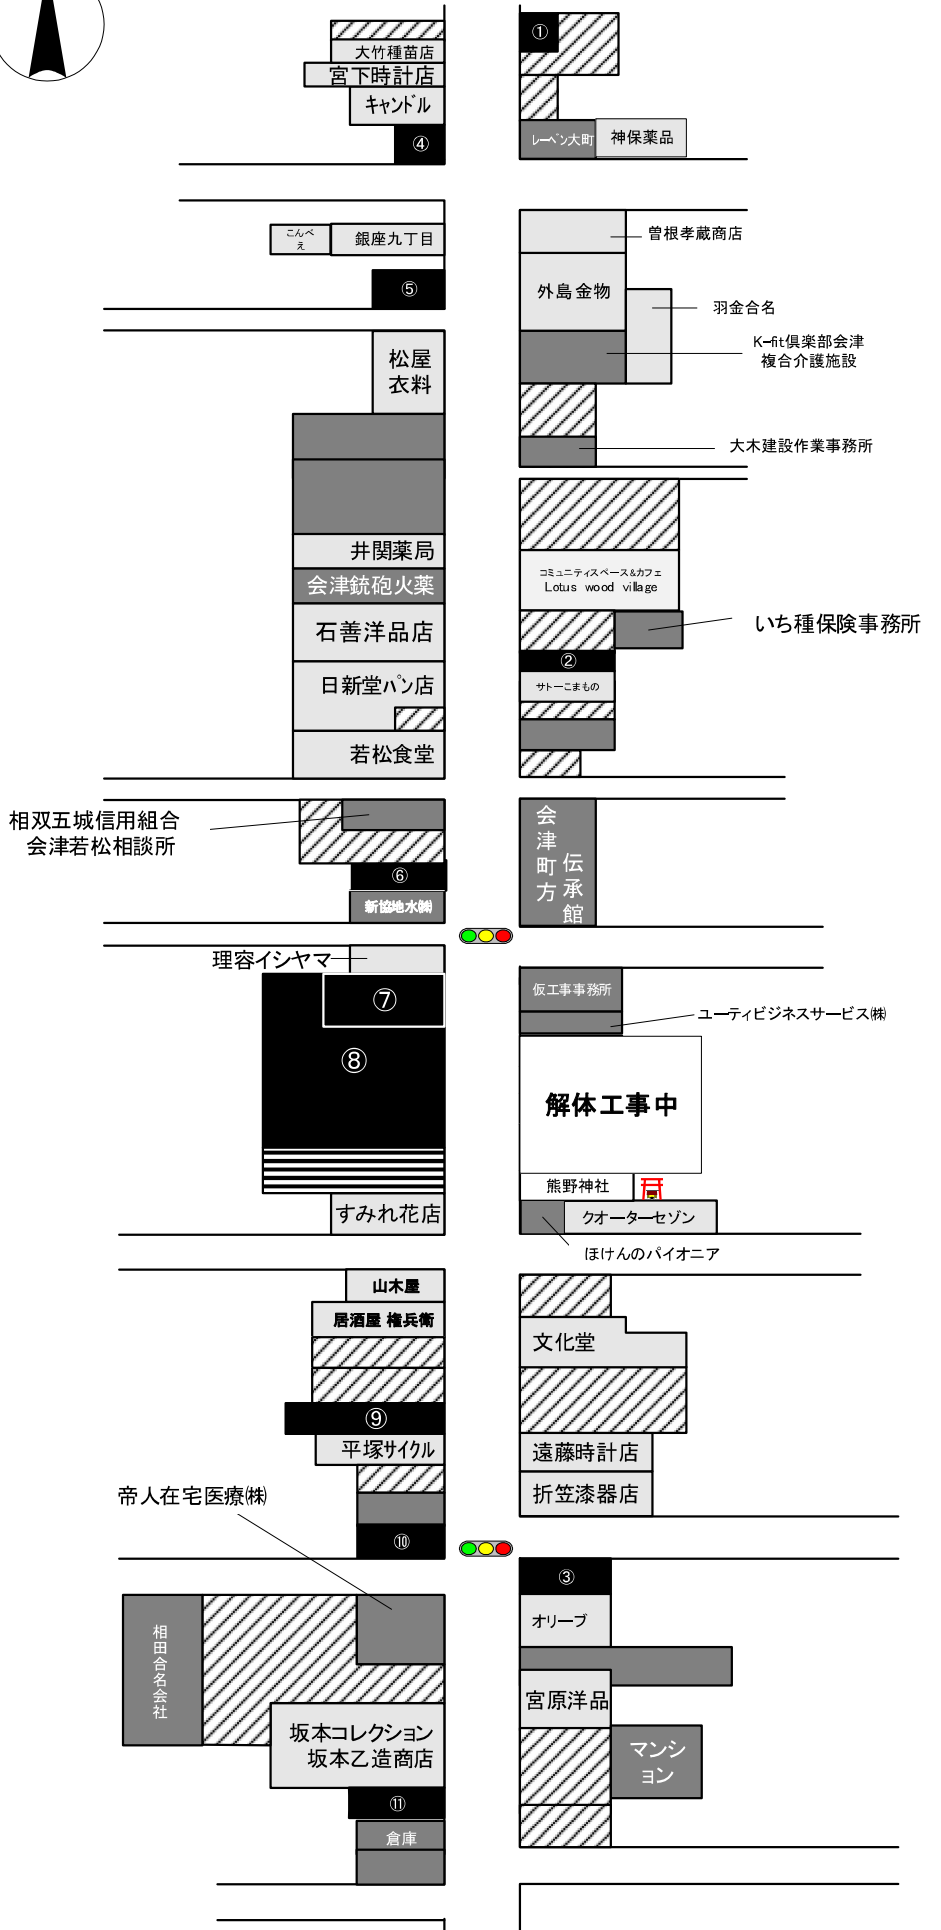 大竹種苗店
宮下時計店
キャンドル
④
①
レーベン大町
神保薬品
こんぺ
え
銀座九丁目
⑤
曽根孝蔵商店
外島金物
羽金合名
K-fit倶楽部会津
複合介護施設
大木建設作業事務所
松屋
衣料
井関薬局
会津銃砲火薬
石善洋品店
日新堂パン店
若松食堂
コミュニティスペース&カフェ
Lotus wood village
いち種保険事務所
②
サトーこまもの
相双五城信用組合
会津若松相談所
⑥
新協地水㈱
会津町方
伝承館
理容イシヤマ
⑦
⑧
すみれ花店
仮工事事務所
ユーティビジネスサービス㈱
解体工事中
熊野神社
クオーターセゾン
ほけんのパイオニア
山木屋
居酒屋 権兵衛
⑨
平塚サイクル
帝人在宅医療㈱
⑩
文化堂
遠藤時計店
折笠漆器店
相田合名会社
坂本コレクション
坂本乙造商店
⑪
倉庫
③
オリーブ
宮原洋品
マンシ
ョン